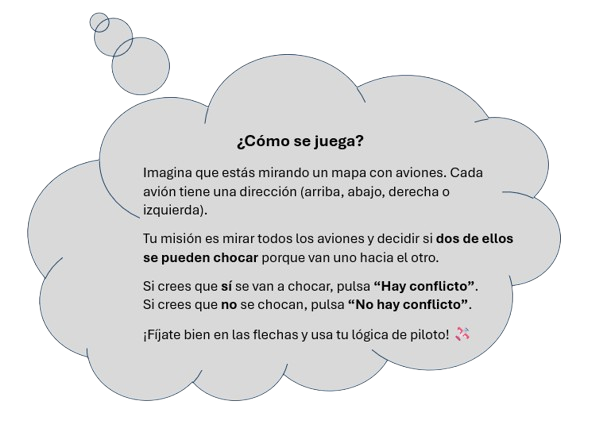 ¿Cómo se juega?
Imagina que estás mirando un mapa con aviones. Cada
avión tiene una dirección (arriba, abajo, derecha o
izquierda).
Tu misión es mirar todos los aviones y decidir si dos de ellos
se pueden chocar porque van uno hacia el otro.
Si crees que sí se van a chocar, pulsa “Hay conflicto”.
Si crees que no se chocan, pulsa “No hay conflicto”.
¡Fíjate bien en las flechas y usa tu lógica de piloto!